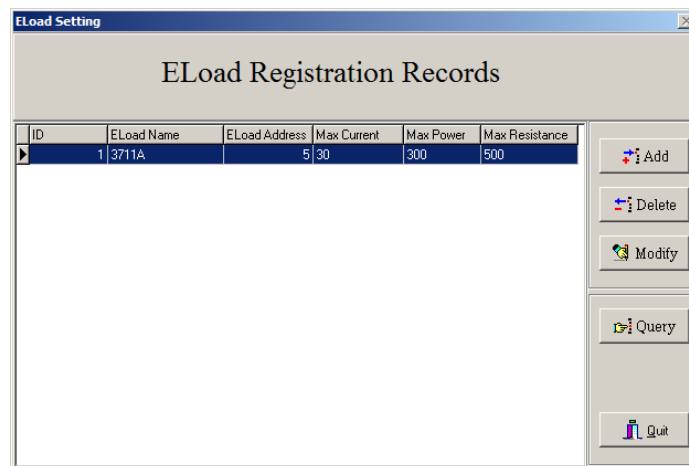 ELoad Setting
ELoad Registration Records
ID ELoad Name ELoad Address Max Current Max Power Max Resistance
1 3711A 5 30 300 500
Add
Delete
Modify
Query
Quit